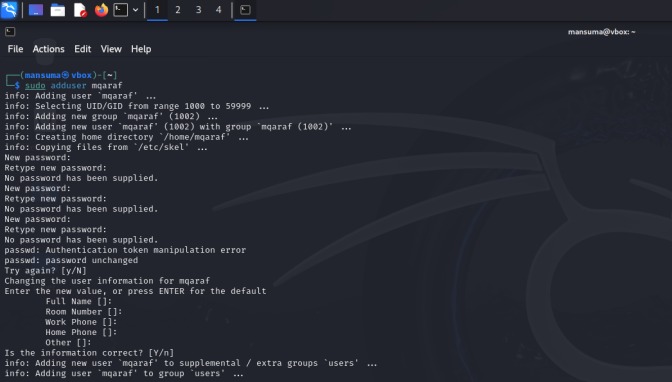 1 2 3 4
mansuma@vbox: ~
File Actions Edit View Help
┌──(mansuma㉿vbox)-[~]
└─$ sudo adduser mqaraf
info: Adding user `mqaraf' ...
info: Selecting UID/GID from range 1000 to 59999 ...
info: Adding new group `mqaraf' (1002) ...
info: Adding new user `mqaraf' (1002) with group `mqaraf (1002)' ...
info: Creating home directory `/home/mqaraf' ...
info: Copying files from `/etc/skel' ...
New password:
Retype new password:
No password has been supplied.
New password:
Retype new password:
No password has been supplied.
New password:
Retype new password:
No password has been supplied.
passwd: Authentication token manipulation error
passwd: password unchanged
Try again? [y/N]
Changing the user information for mqaraf
Enter the new value, or press ENTER for the default
Full Name []:
Room Number []:
Work Phone []:
Home Phone []:
Other []:
Is the information correct? [Y/n]
info: Adding new user `mqaraf' to supplemental / extra groups `users' ...
info: Adding user `mqaraf' to group `users' ...